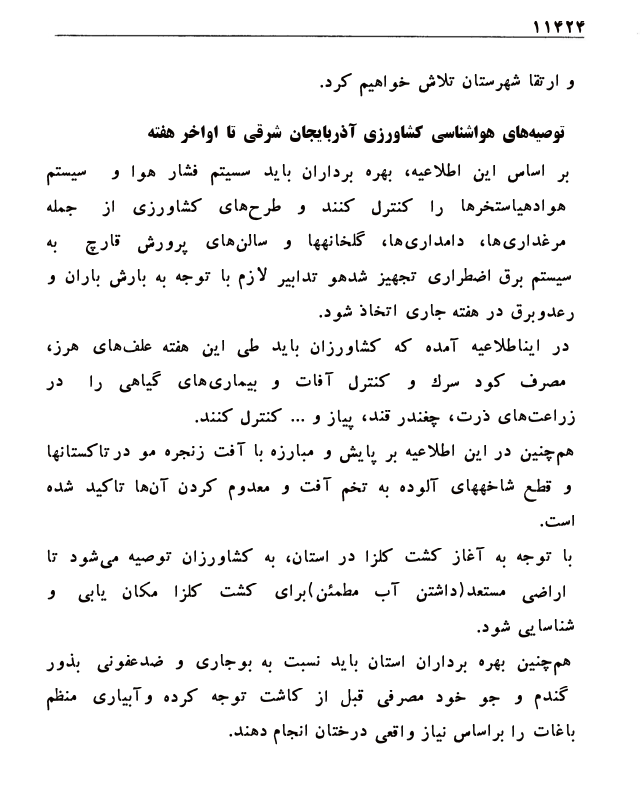 ۱۱۴۲۴
و ارتقا شهرستان تلاش خواهیم کرد.
توصیه‌های هواشناسی کشاورزی آذربایجان شرقی تا اواخر هفته
بر اساس این اطلاعیه، بهره برداران باید سسیتم فشار هوا و سیستم
هوادهیاستخرها را کنترل کنند و طرح‌های کشاورزی از جمله
مرغداری‌ها، دامداری‌ها، گلخانهها و سالن‌های پرورش قارچ به
سیستم برق اضطراری تجهیز شدهو تدابیر لازم با توجه به بارش باران و
رعدوبرق در هفته جاری اتخاذ شود.
در ایناطلاعیه آمده که کشاورزان باید طی این هفته علف‌های هرز،
مصرف کود سرك و کنترل آفات و بیماری‌های گیاهی را در
زراعت‌های ذرت، چغندر قند، پیاز و ... کنترل کنند.
هم‌چنین در این اطلاعیه بر پایش و مبارزه با آفت زنجره مو در تاکستانها
و قطع شاخههای آلوده به تخم آفت و معدوم کردن آن‌ها تاکید شده
است.
با توجه به آغاز کشت کلزا در استان، به کشاورزان توصیه می‌شود تا
اراضی مستعد(داشتن آب مطمئن)برای کشت کلزا مکان یابی و
شناسایی شود.
هم‌چنین بهره برداران استان باید نسبت به بوجاری و ضدعفونی بذور
گندم و جو خود مصرفی قبل از کاشت توجه کرده وآبیاری منظم
باغات را براساس نیاز واقعی درختان انجام دهند.